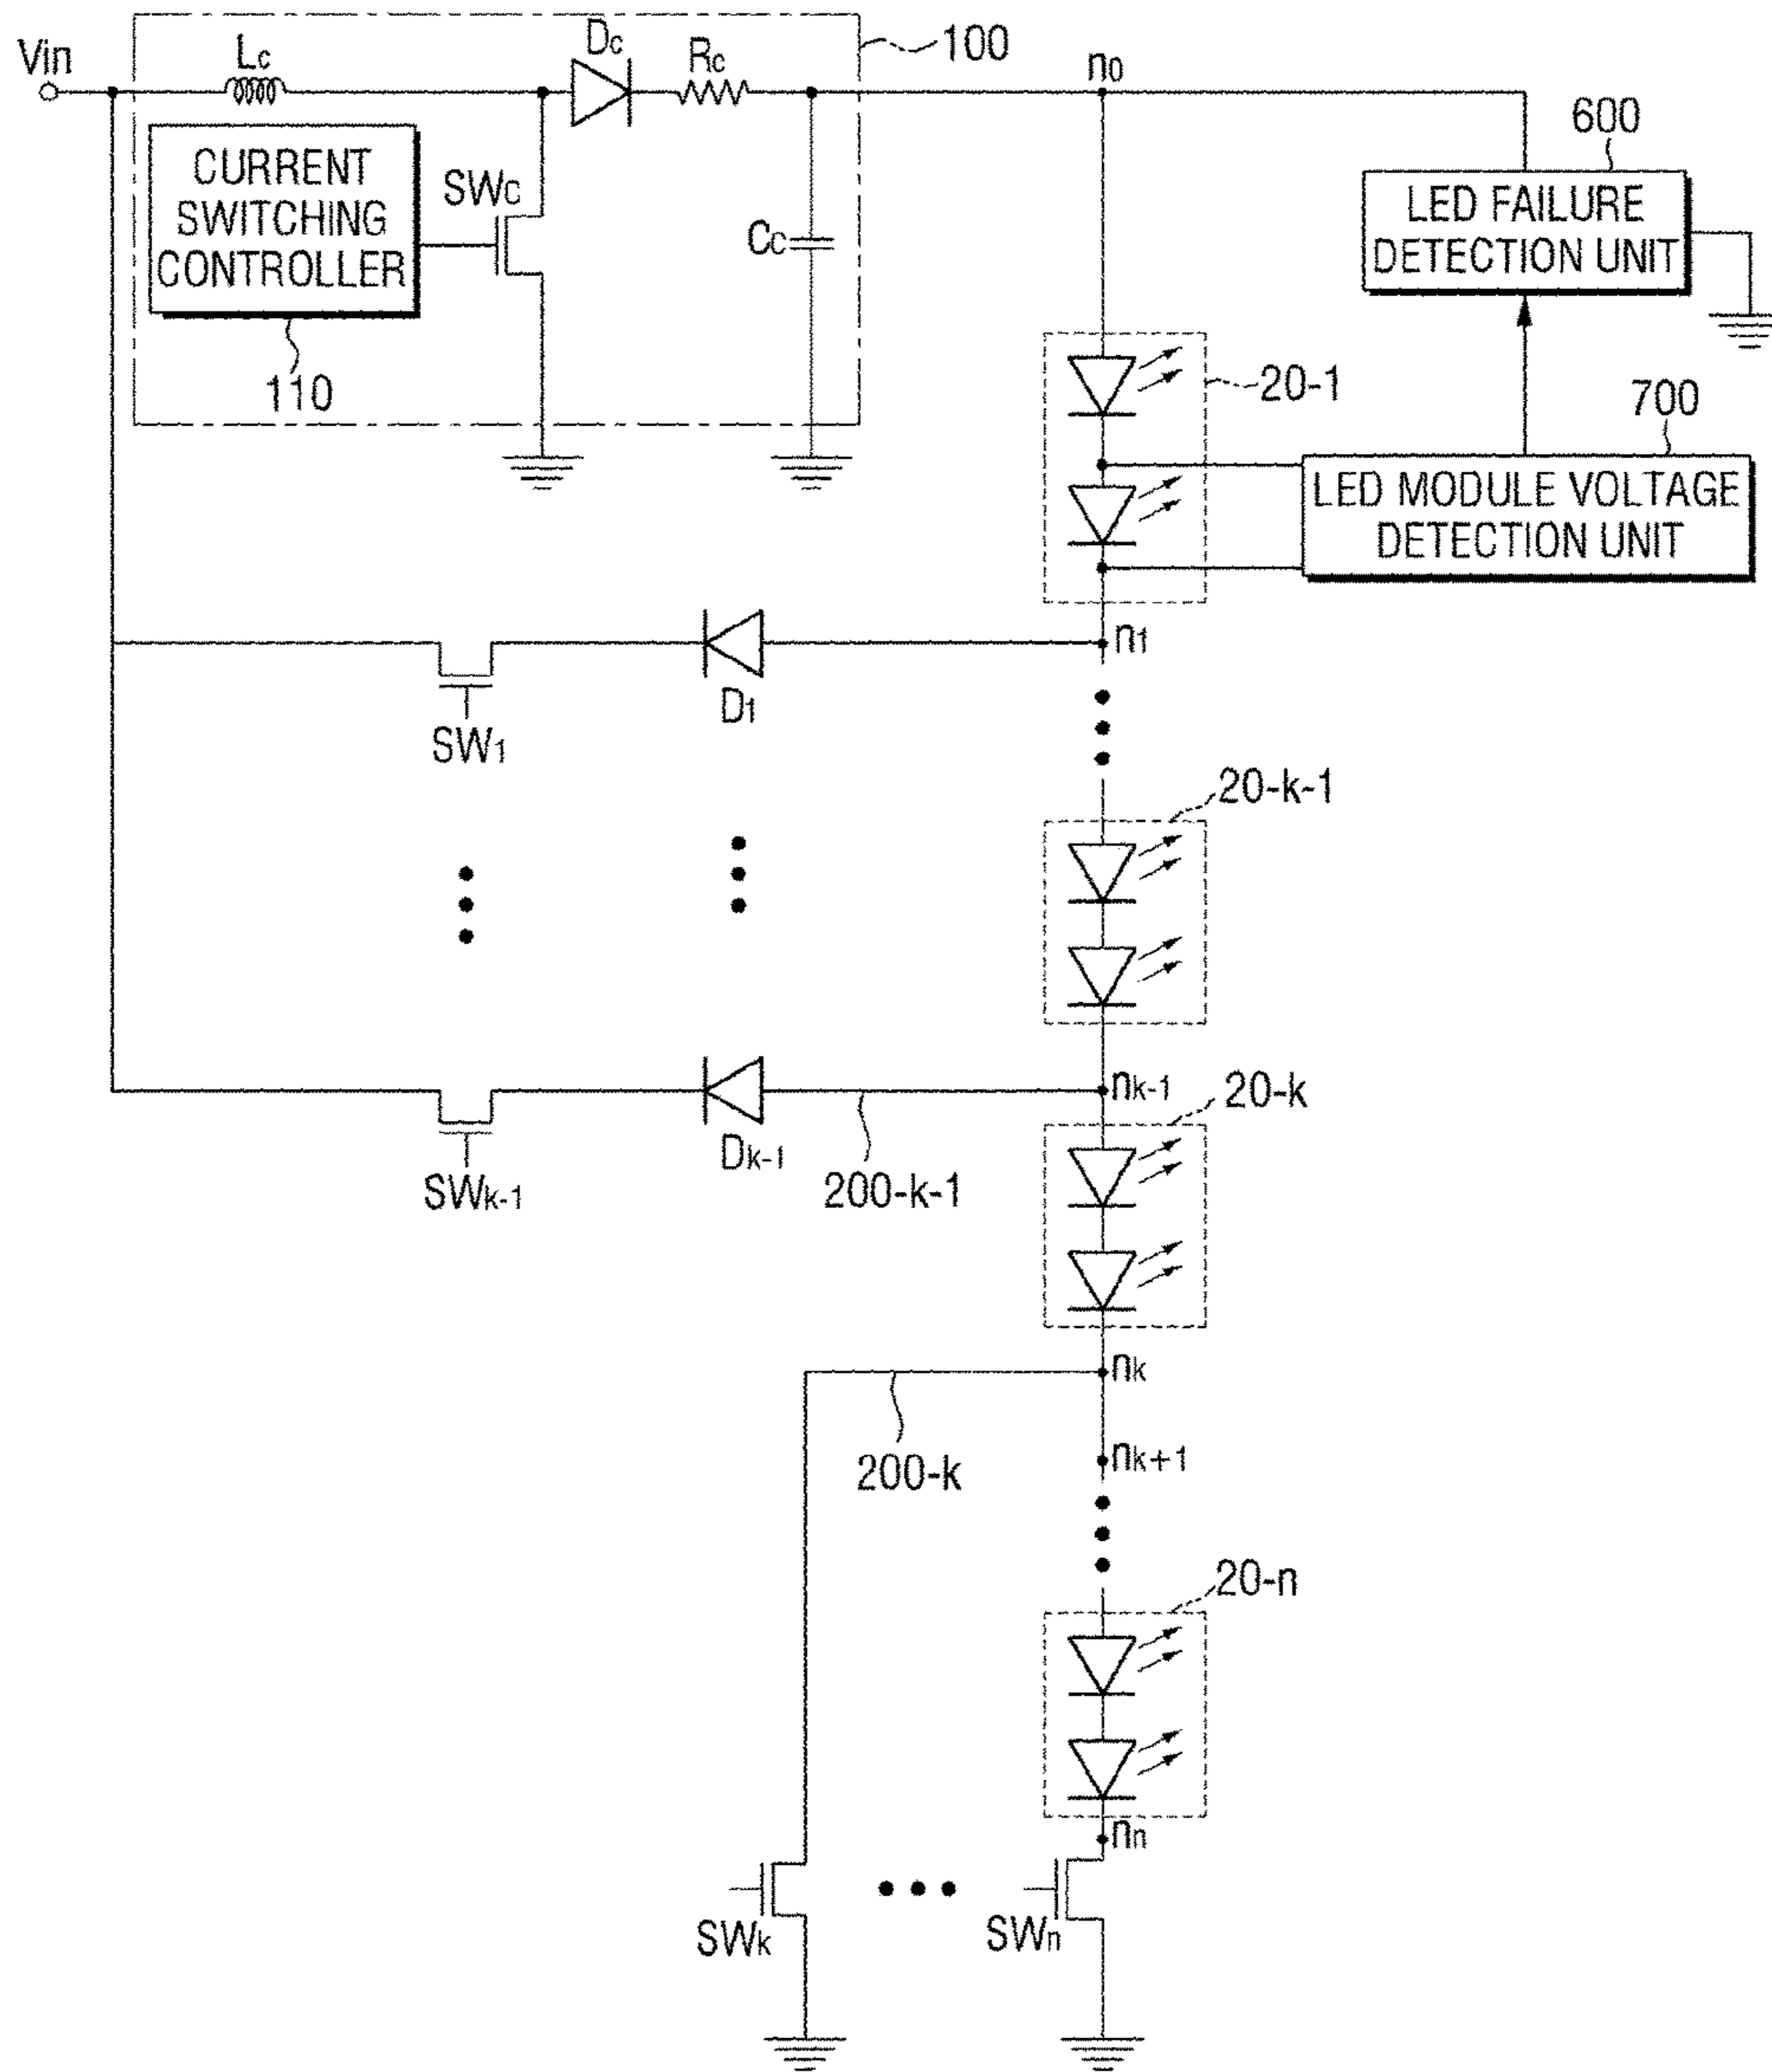 Vin
Lc
Dc
Rc
100
n0
600
CURRENT
SWITCHING
CONTROLLER
SWC
CC
LED FAILURE
DETECTION UNIT
110
20-1
700
LED MODULE VOLTAGE
DETECTION UNIT
n1
D1
SW1
20-k-1
nk-1
20-k
Dk-1
SWk-1
200-k-1
nk
200-k
nk+1
20-n
nn
SWk
SWn